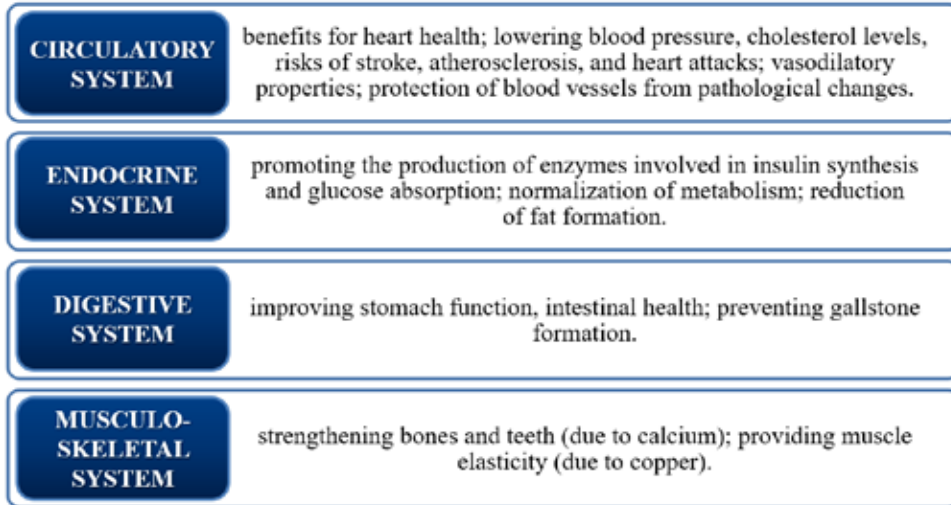 CIRCULATORY
SYSTEM
benefits for heart health; lowering blood pressure, cholesterol levels,
risks of stroke, atherosclerosis, and heart attacks; vasodilatory
properties; protection of blood vessels from pathological changes.
ENDOCRINE
SYSTEM
promoting the production of enzymes involved in insulin synthesis
and glucose absorption; normalization of metabolism; reduction
of fat formation.
DIGESTIVE
SYSTEM
improving stomach function, intestinal health; preventing gallstone
formation.
MUSCULO-
SKELETAL
SYSTEM
strengthening bones and teeth (due to calcium); providing muscle
elasticity (due to copper).